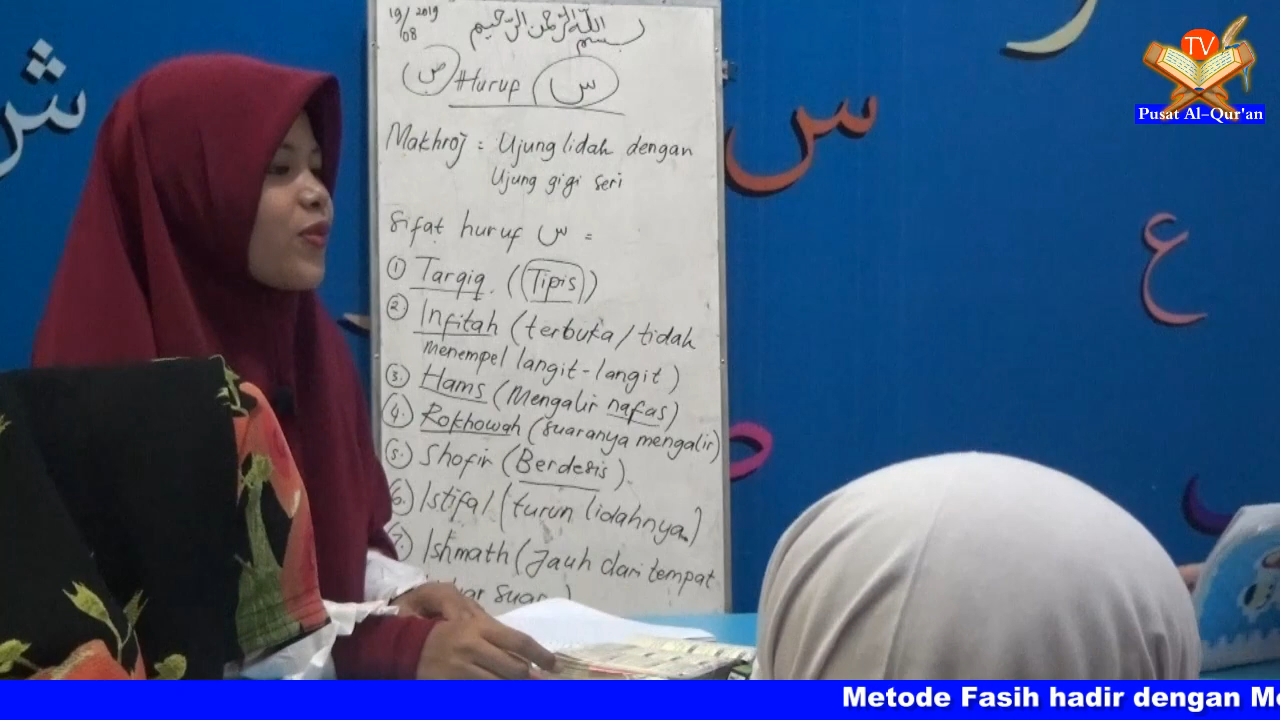 19/2019
08
بسم الله الرحمن الرحيم
(ص) Hurup (س)
Makhroj = Ujung lidah dengan
Ujung gigi seri
Sifat huruf س =
1 Tarqiq. ((Tipis))
2. Infitah (terbuka/tidak
menempel langit-langit)
3. Hams (Mengalir nafas)
4. Rokhowah (Suaranya mengalir)
5. Shofir (Berdesis).
6. Istifal (turun lidahnya)
7. Ishmath (Jauh dari tempat
ش
س
ع
TV
Pusat Al-Qur'an
Metode Fasih hadir dengan